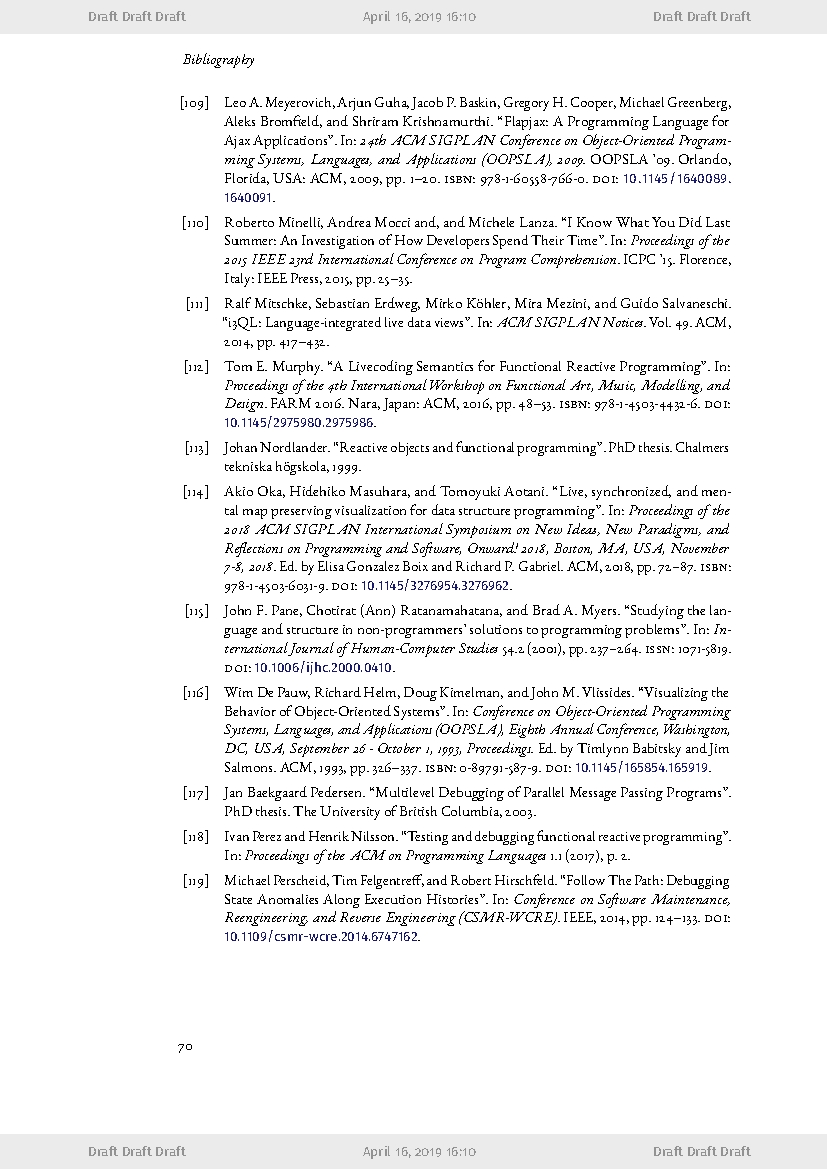 Draft Draft Draft April 16, 2019 16:10 Draft Draft Draft
Bibliography
[109] Leo A. Meyerovich, Arjun Guha, Jacob P. Baskin, Gregory H. Cooper, Michael Greenberg,
Aleks Bromfield, and Shriram Krishnamurthi. “Flapjax: A Programming Language for
Ajax Applications”. In: 24th ACM SIGPLAN Conference on Object-Oriented Program-
ming Systems, Languages, and Applications (OOPSLA), 2009. OOPSLA ’09. Orlando,
Florida, USA: ACM, 2009, pp. 1–20. ISBN: 978-1-60558-766-0. DOI: 10.1145/1640089.
1640091.
[110] Roberto Minelli, Andrea Mocci and, and Michele Lanza. “I Know What You Did Last
Summer: An Investigation of How Developers Spend Their Time”. In: Proceedings of the
2015 IEEE 23rd International Conference on Program Comprehension. ICPC ’15. Florence,
Italy: IEEE Press, 2015, pp. 25–35.
[111] Ralf Mitschke, Sebastian Erdweg, Mirko Köhler, Mira Mezini, and Guido Salvaneschi.
“i3QL: Language-integrated live data views”. In: ACM SIGPLAN Notices. Vol. 49. ACM,
2014, pp. 417–432.
[112] Tom E. Murphy. “A Livecoding Semantics for Functional Reactive Programming”. In:
Proceedings of the 4th International Workshop on Functional Art, Music, Modelling, and
Design. FARM 2016. Nara, Japan: ACM, 2016, pp. 48–53. ISBN: 978-1-4503-4432-6. DOI:
10.1145/2975980.2975986.
[113] Johan Nordlander. “Reactive objects and functional programming”. PhD thesis. Chalmers
tekniska högskola, 1999.
[114] Akio Oka, Hidehiko Masuhara, and Tomoyuki Aotani. “Live, synchronized, and men-
tal map preserving visualization for data structure programming”. In: Proceedings of the
2018 ACM SIGPLAN International Symposium on New Ideas, New Paradigms, and
Reflections on Programming and Software, Onward! 2018, Boston, MA, USA, November
7-8, 2018. Ed. by Elisa Gonzalez Boix and Richard P. Gabriel. ACM, 2018, pp. 72–87. ISBN:
978-1-4503-6031-9. DOI: 10.1145/3276954.3276962.
[115] John F. Pane, Chotirat (Ann) Ratanamahatana, and Brad A. Myers. “Studying the lan-
guage and structure in non-programmers’ solutions to programming problems”. In: In-
ternational Journal of Human-Computer Studies 54.2 (2001), pp. 237–264. ISSN: 1071-5819.
DOI: 10.1006/ijhc.2000.0410.
[116] Wim De Pauw, Richard Helm, Doug Kimelman, and John M. Vlissides. “Visualizing the
Behavior of Object-Oriented Systems”. In: Conference on Object-Oriented Programming
Systems, Languages, and Applications (OOPSLA), Eighth Annual Conference, Washington,
DC, USA, September 26 - October 1, 1993, Proceedings. Ed. by Timlynn Babitsky and Jim
Salmons. ACM, 1993, pp. 326–337. ISBN: 0-89791-587-9. DOI: 10.1145/165854.165919.
[117] Jan Baekgaard Pedersen. “Multilevel Debugging of Parallel Message Passing Programs”.
PhD thesis. The University of British Columbia, 2003.
[118] Ivan Perez and Henrik Nilsson. “Testing and debugging functional reactive programming”.
In: Proceedings of the ACM on Programming Languages 1.1 (2017), p. 2.
[119] Michael Perscheid, Tim Felgentreff, and Robert Hirschfeld. “Follow The Path: Debugging
State Anomalies Along Execution Histories”. In: Conference on Software Maintenance,
Reengineering, and Reverse Engineering (CSMR-WCRE). IEEE, 2014, pp. 124–133. DOI:
10.1109/csmr-wcre.2014.6747162.
70
Draft Draft Draft April 16, 2019 16:10 Draft Draft Draft